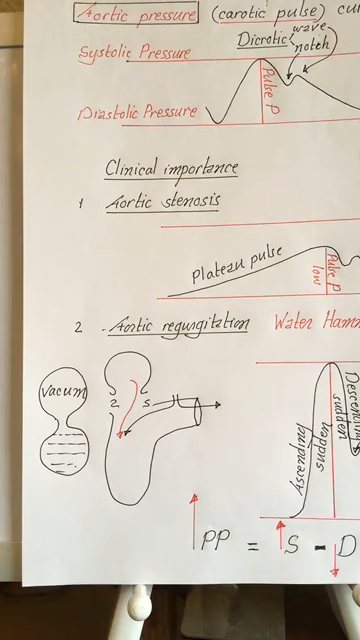 Aortic pressure (carotic pulse) cu
Dicrotic wave
notch
Systolic Pressure
Pulse P
Diastolic Pressure
Clinical importance
1 Aortic stenosis
Plateau pulse
Pulse P
low
2 - Aortic regurgitation Water Ham
Vacum
2 S
Ascending
sudden
Descending
sudden
PP = S - D